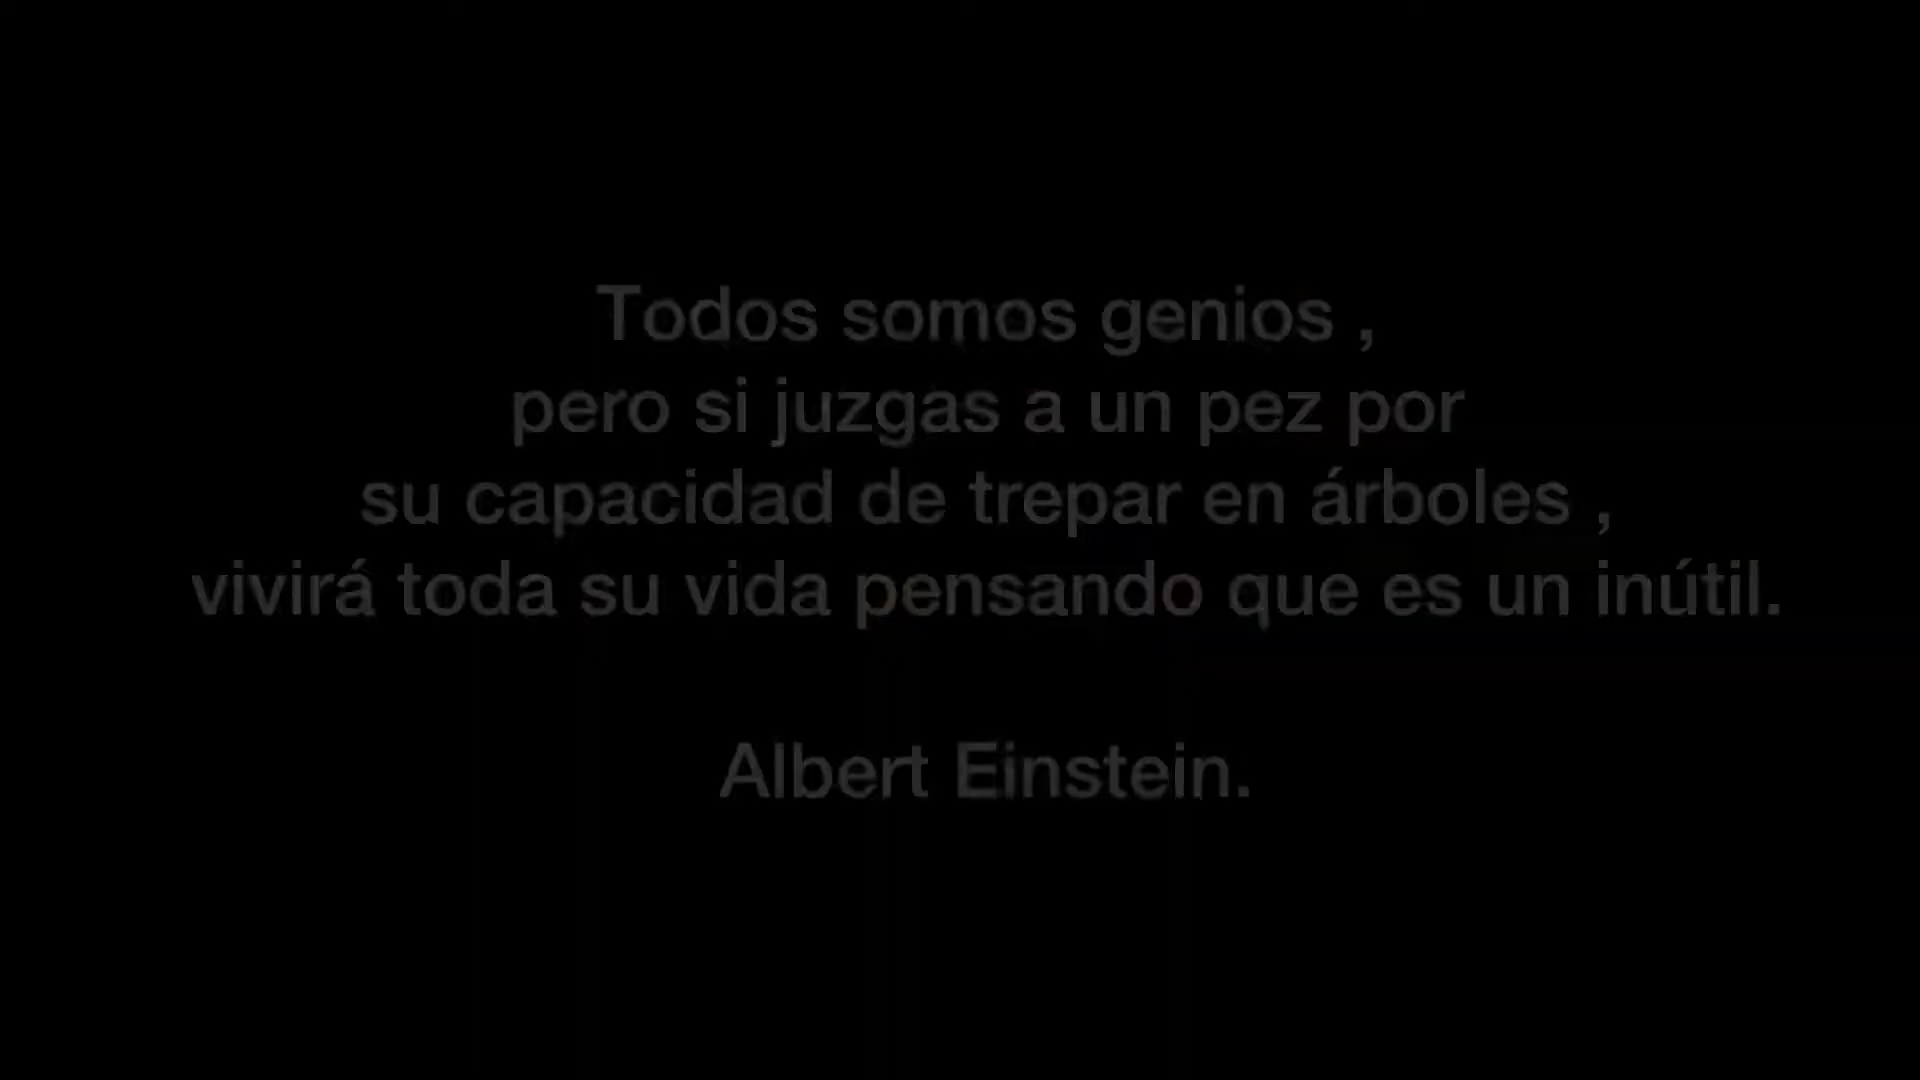 Todos somos genios ,
pero si juzgas a un pez por
su capacidad de trepar en árboles ,
vivirá toda su vida pensando que es un inútil.
Albert Einstein.